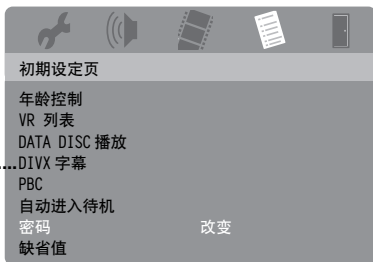 初期设定页
年龄控制
VR 列表
DATA DISC 播放
DIVX 字幕
PBC
自动进入待机
密码 改变
缺省值